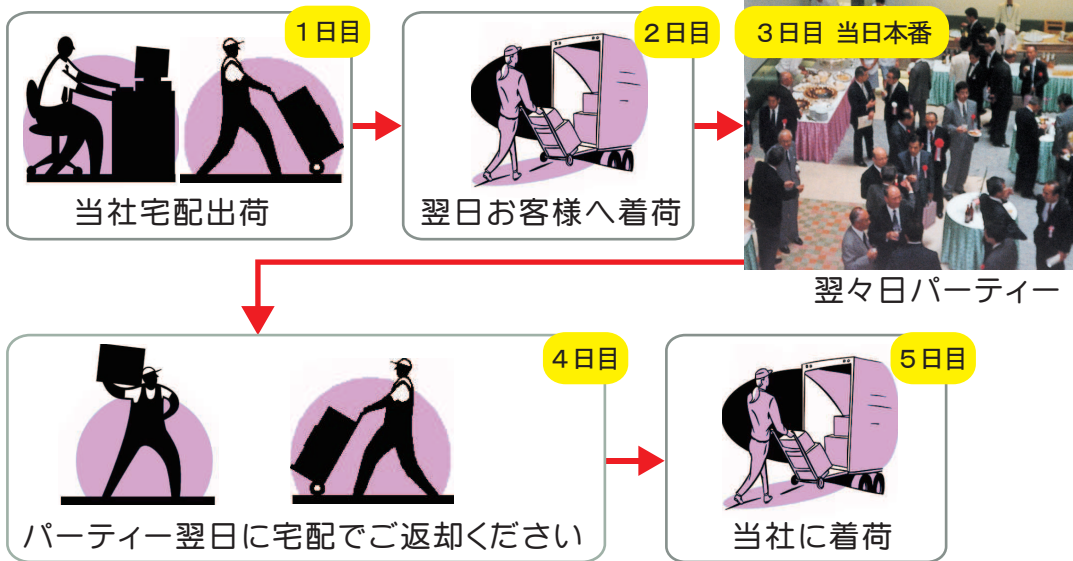 1日目
当社宅配出荷
2日目
翌日お客様へ着荷
3日目 当日本番
翌々日パーティー
4日目
パーティー翌日に宅配でご返却ください
5日目
当社に着荷